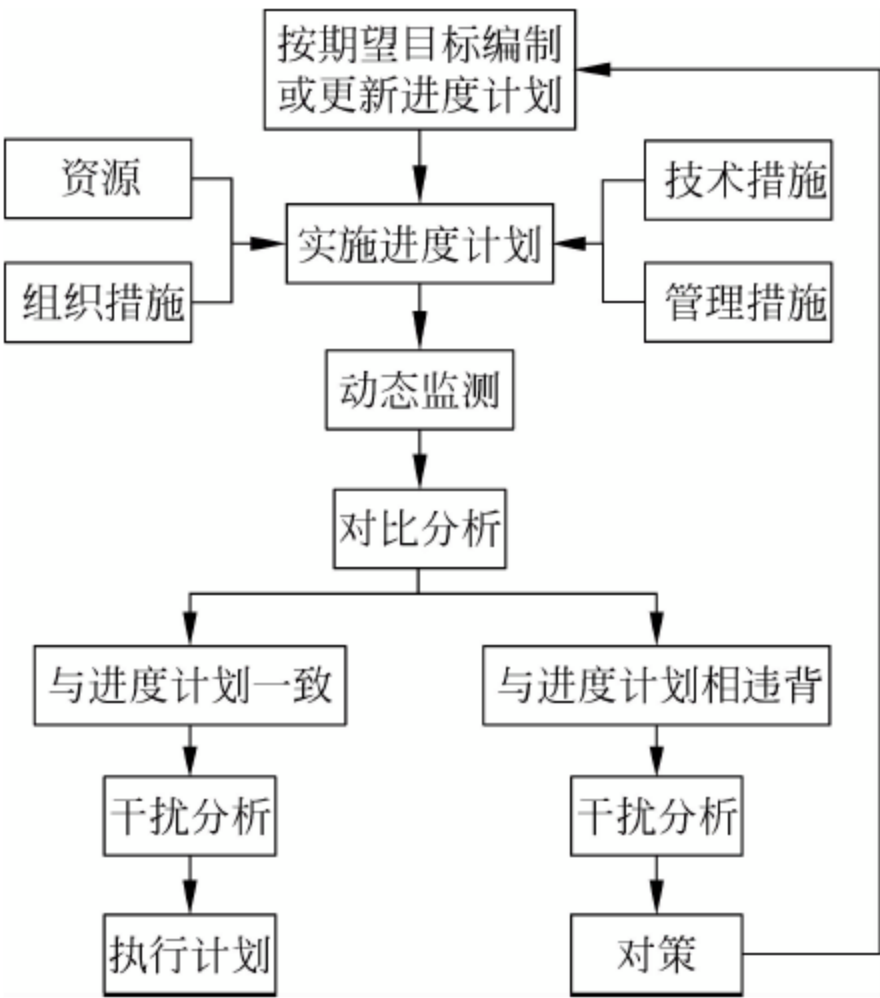 按期望目标编制
或更新进度计划
资源
技术措施
实施进度计划
组织措施
管理措施
动态监测
对比分析
与进度计划一致
与进度计划相违背
干扰分析
干扰分析
执行计划
对策